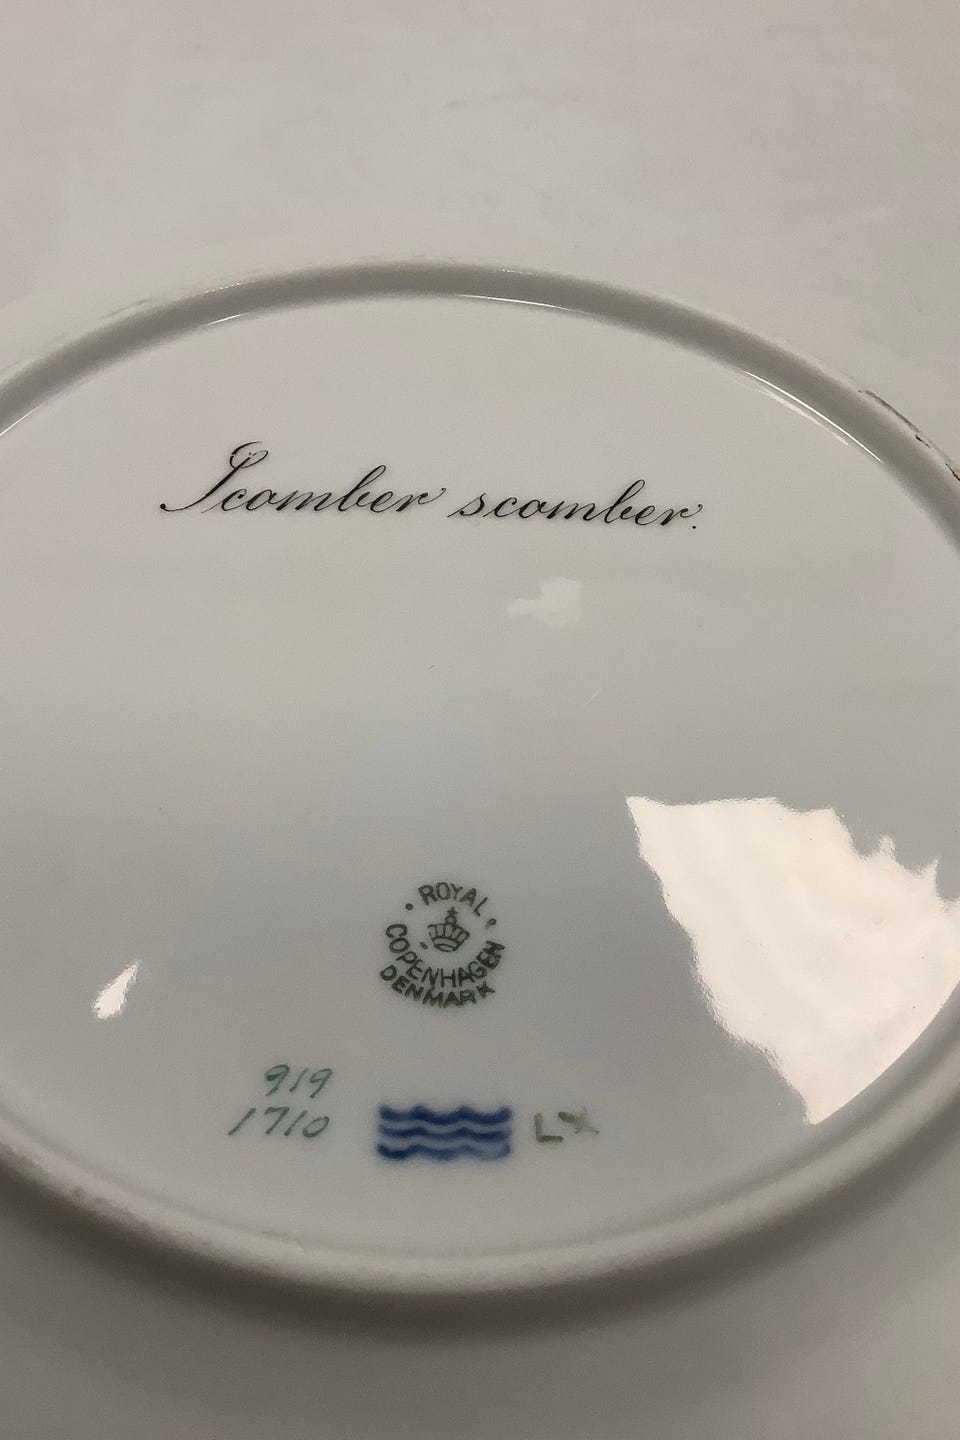 Scomber scomber.
ROYAL
COPENHAGEN
DENMARK
919
1710
LX